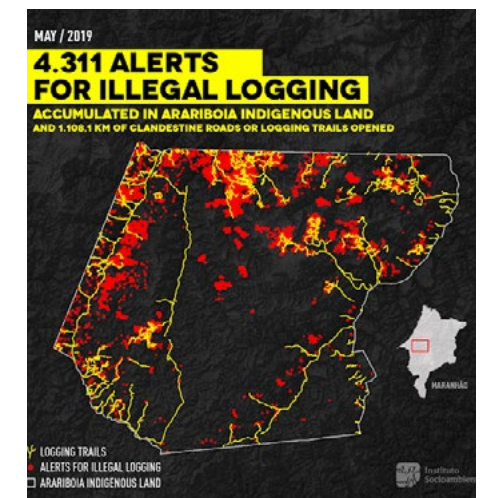 MAY / 2019
4.311 ALERTS
FOR ILLEGAL LOGGING
ACCUMULATED IN ARARIBOIA INDIGENOUS LAND
AND 1.108,1 KM OF CLANDESTINE ROADS OR LOGGING TRAILS OPENED
MARANHÃO
LOGGING TRAILS
ALERTS FOR ILLEGAL LOGGING
ARARIBOIA INDIGENOUS LAND
Instituto
Socioambien